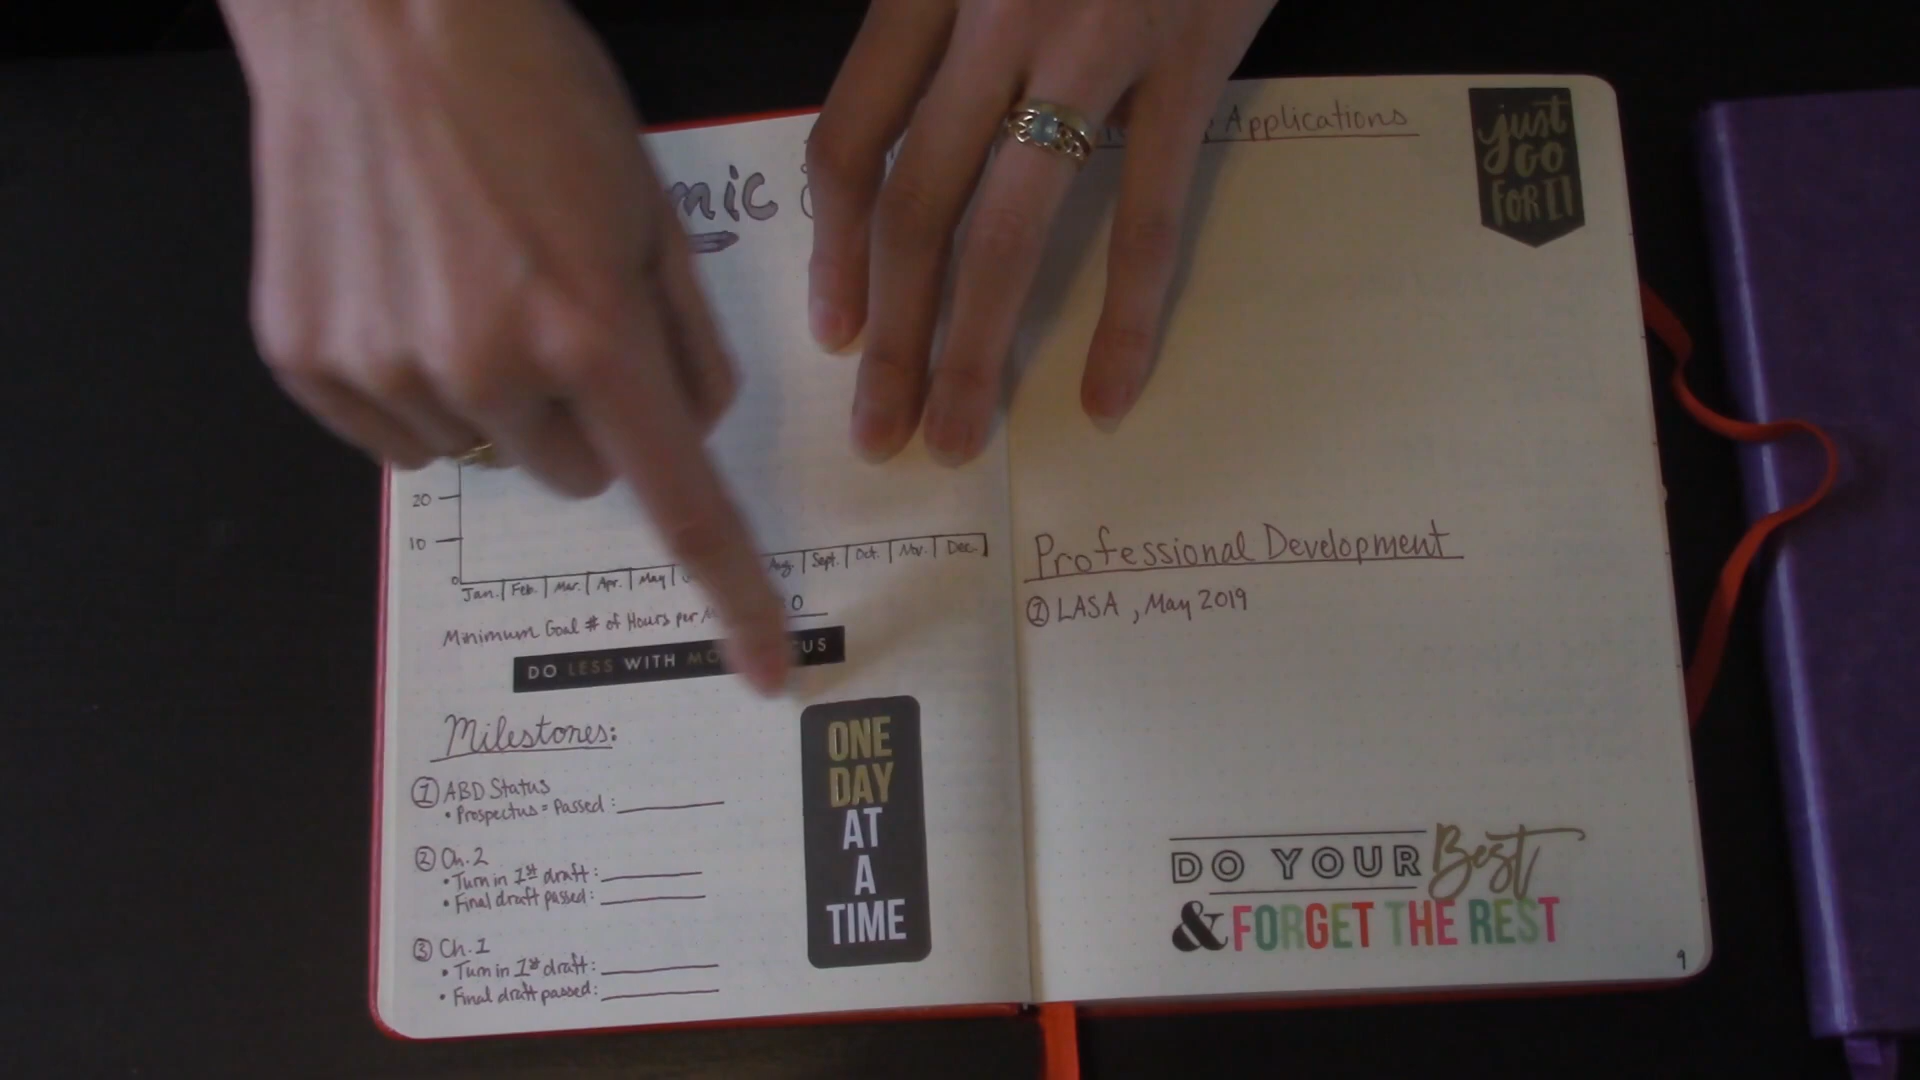 mic
20
10
0
Jan. Feb. Mar. Apr. May Aug. Sept. Oct. Nov. Dec.
Minimum Goal # of Hours per
DO LESS WITH
Milestones:
① ABD Status
• Prospectus = Passed:
② Ch. 2
• Turn in 1st draft:
• Final draft passed:
③ Ch. 1
• Turn in 1st draft:
• Final draft passed:
ONE
DAY
AT
A
TIME
Applications
just
GO
FOR IT
Professional Development
① LASA, May 2019
DO YOUR Best
& FORGET THE REST
9